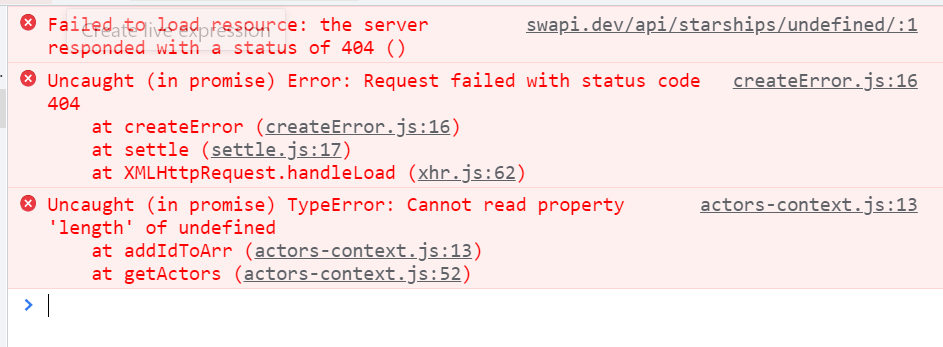 Failed to load resource: the server swapi.dev/api/starships/undefined/:1
Create live expression
responded with a status of 404 ()
Uncaught (in promise) Error: Request failed with status code createError.js:16
404
at createError (createError.js:16)
at settle (settle.js:17)
at XMLHttpRequest.handleLoad (xhr.js:62)
Uncaught (in promise) TypeError: Cannot read property actors-context.js:13
'length' of undefined
at addIdToArr (actors-context.js:13)
at getActors (actors-context.js:52)